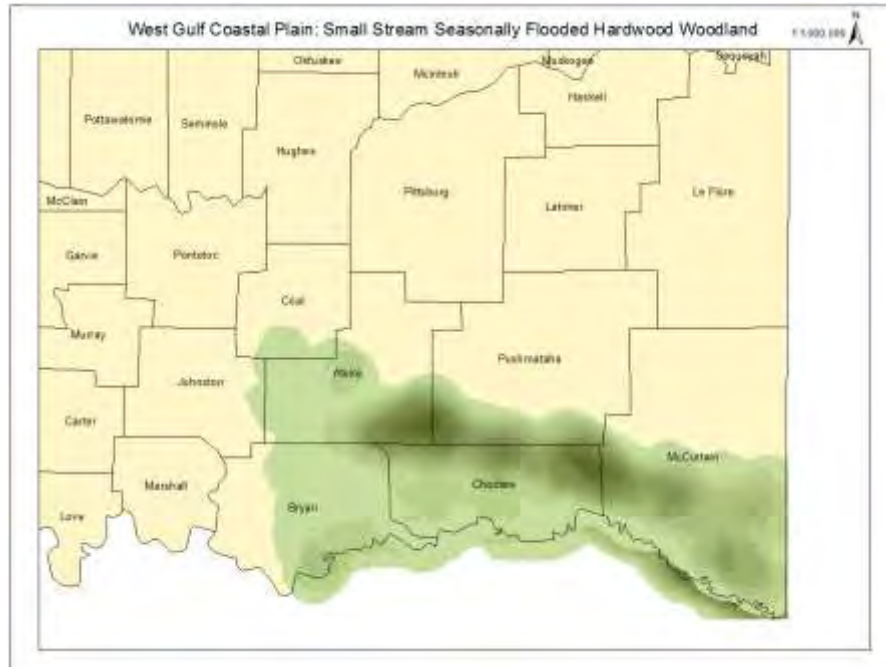 West Gulf Coastal Plain: Small Stream Seasonally Flooded Hardwood Woodland
N
Okfuskee
McIntosh
Muskogee
Sequoyah
Haskell
Pottawatomie
Seminole
Hughes
Pittsburg
Latimer
Le Flore
McClain
Garvin
Pontotoc
Coal
Murray
Pushmataha
Johnston
Atoka
Carter
McCurtain
Marshall
Choctaw
Bryan
Love